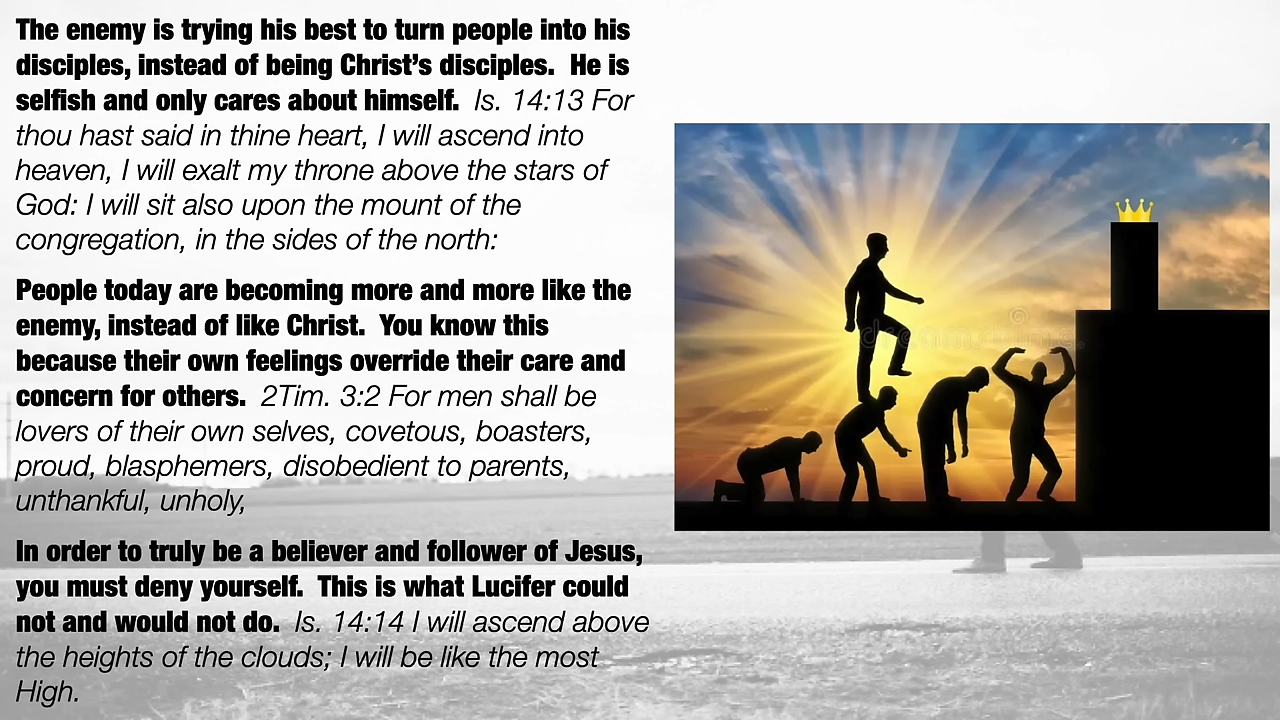 The enemy is trying his best to turn people into his
disciples, instead of being Christ’s disciples.  He is
selfish and only cares about himself.  Is. 14:13 For
thou hast said in thine heart, I will ascend into
heaven, I will exalt my throne above the stars of
God: I will sit also upon the mount of the
congregation, in the sides of the north:
People today are becoming more and more like the
enemy, instead of like Christ.  You know this
because their own feelings override their care and
concern for others.  2Tim. 3:2 For men shall be
lovers of their own selves, covetous, boasters,
proud, blasphemers, disobedient to parents,
unthankful, unholy,
In order to truly be a believer and follower of Jesus,
you must deny yourself.  This is what Lucifer could
not and would not do.  Is. 14:14 I will ascend above
the heights of the clouds; I will be like the most
High.